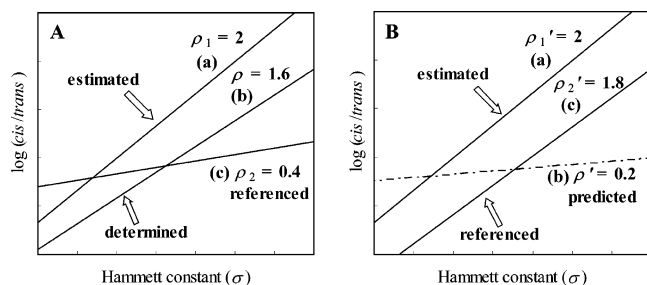 A
ρ₁ = 2
(a)
estimated
ρ = 1.6
(b)
(c) ρ₂ = 0.4
referenced
determined
log (cis/trans)
Hammett constant (σ)
B
ρ₁' = 2
(a)
estimated
ρ₂' = 1.8
(c)
(b) ρ' = 0.2
predicted
referenced
log (cis/trans)
Hammett constant (σ)